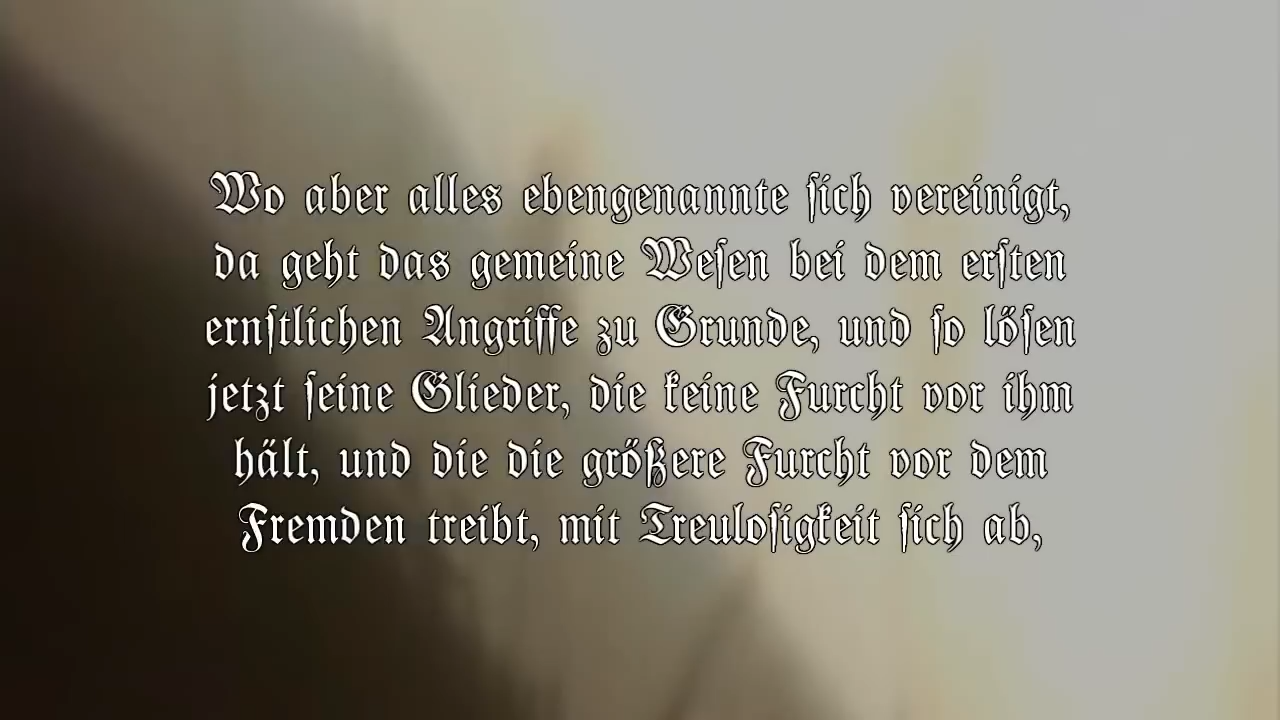 Wo aber alles ebengenannte ſich vereinigt,
da geht das gemeine Weſen bei dem erſten
ernſtlichen Angriffe zu Grunde, und ſo löſen
jetzt ſeine Glieder, die keine Furcht vor ihm
hält, und die die größere Furcht vor dem
Fremden treibt, mit Treuloſigkeit ſich ab,